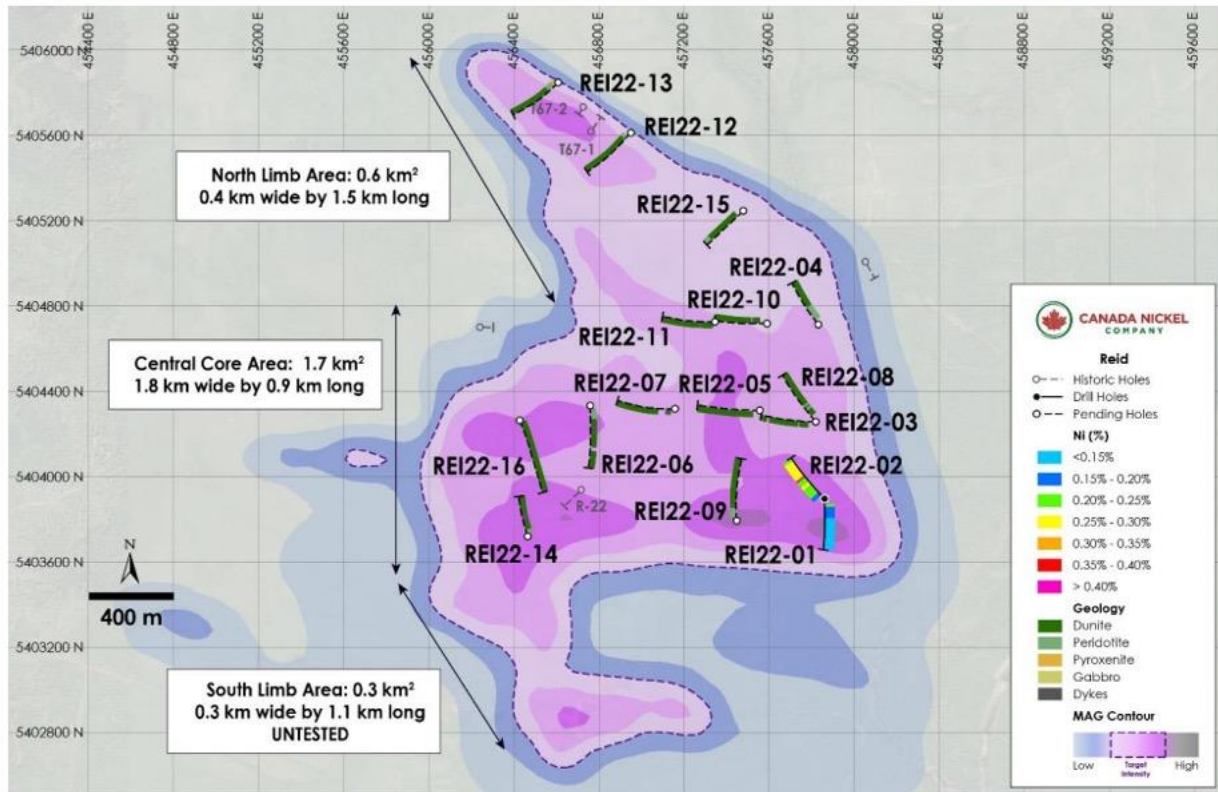 5406000 N
5405600 N
5405200 N
5404800 N
5404400 N
5404000 N
5403600 N
5403200 N
5402800 N
454400 E
454800 E
455200 E
455600 E
456000 E
456400 E
456800 E
457200 E
457600 E
458000 E
458400 E
458800 E
459200 E
459600 E
North Limb Area: 0.6 km²
0.4 km wide by 1.5 km long
Central Core Area: 1.7 km²
1.8 km wide by 0.9 km long
South Limb Area: 0.3 km²
0.3 km wide by 1.1 km long
UNTESTED
N
400 m
REI22-13
T67-2
REI22-12
T67-1
REI22-15
REI22-04
REI22-10
REI22-11
REI22-07
REI22-05
REI22-08
REI22-03
REI22-16
REI22-06
REI22-02
R-22
REI22-09
REI22-14
REI22-01
CANADA NICKEL
COMPANY
Reid
Historic Holes
Drill Holes
Pending Holes
Ni (%)
<0.15%
0.15% - 0.20%
0.20% - 0.25%
0.25% - 0.30%
0.30% - 0.35%
0.35% - 0.40%
> 0.40%
Geology
Dunite
Peridotite
Pyroxenite
Gabbro
Dykes
MAG Contour
Low
Target
Intensity
High